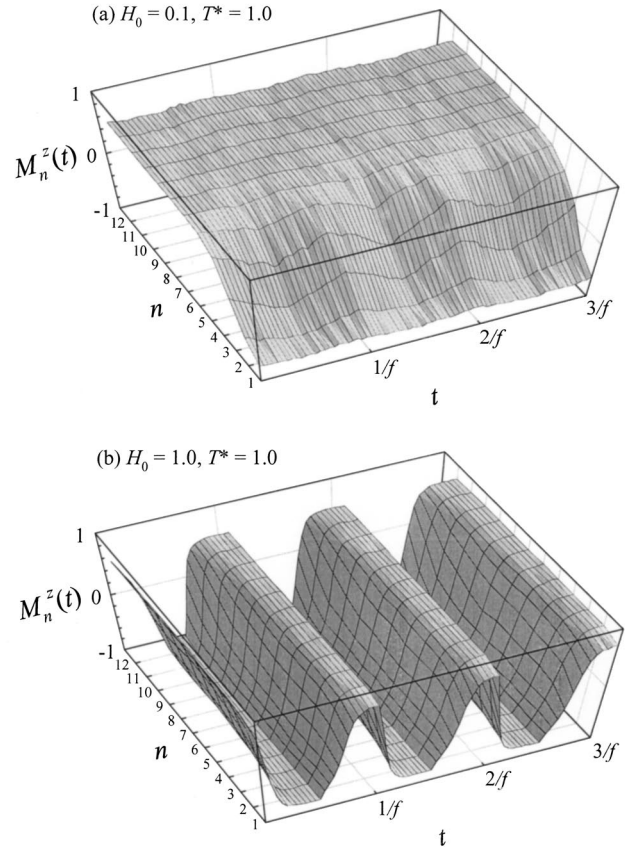 (a) H₀ = 0.1, T* = 1.0
1
Mₙᶻ(t)
0
-1
12
11
10
9
8
7
6
5
4
3
2
1
n
1/f
2/f
3/f
t
(b) H₀ = 1.0, T* = 1.0
1
Mₙᶻ(t)
0
-1
12
11
10
9
8
7
6
5
4
3
2
1
n
1/f
2/f
3/f
t